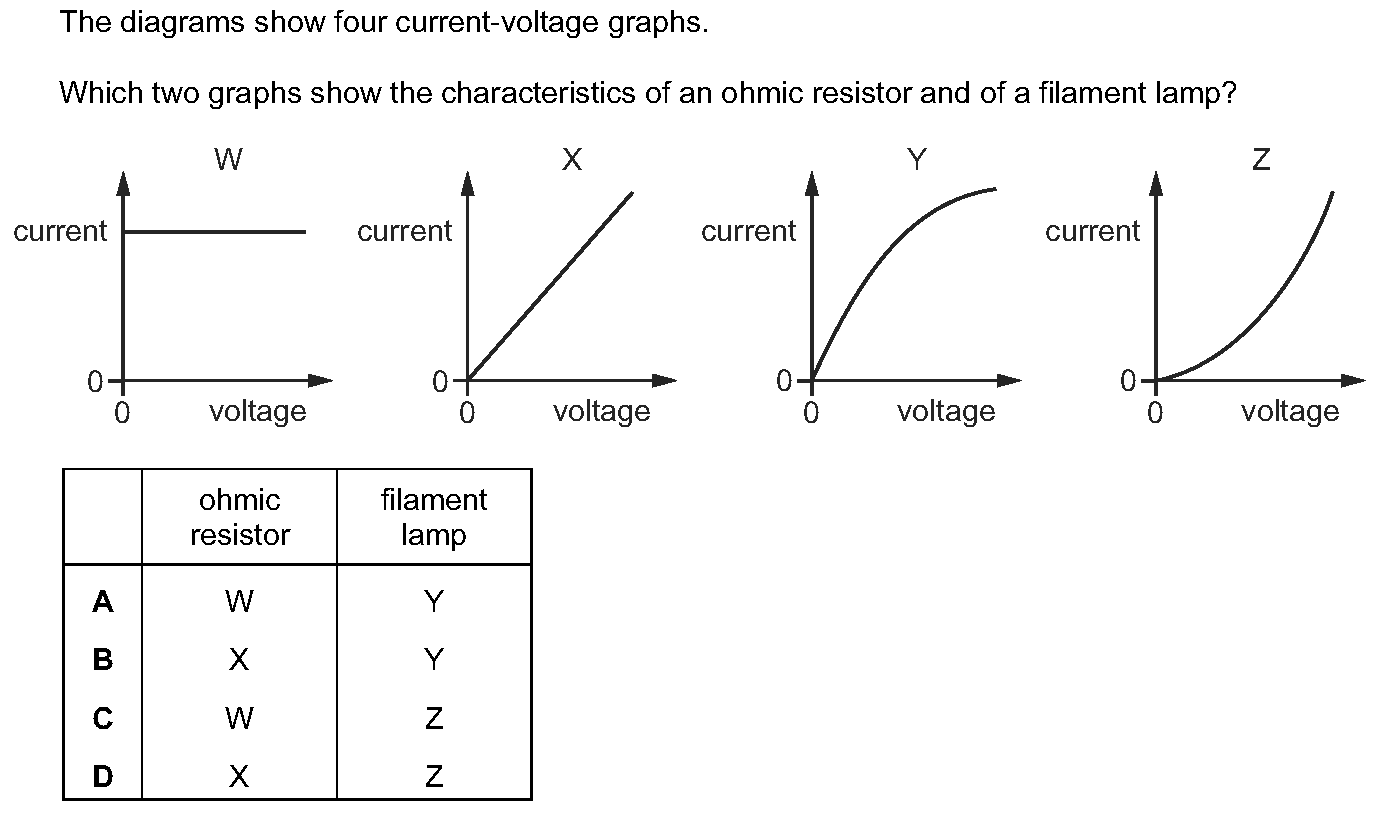 The diagrams show four current-voltage graphs.
Which two graphs show the characteristics of an ohmic resistor and of a filament lamp?
W
current
0
0
voltage
X
current
0
0
voltage
Y
current
0
0
voltage
Z
current
0
0
voltage
ohmic resistor filament lamp
A W Y
B X Y
C W Z
D X Z